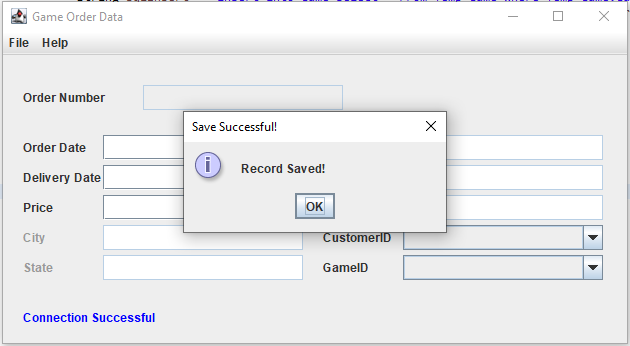 Game Order Data
File Help
Order Number
Save Successful!
Order Date
Record Saved!
Delivery Date
OK
Price
City
CustomerID
State
GameID
Connection Successful